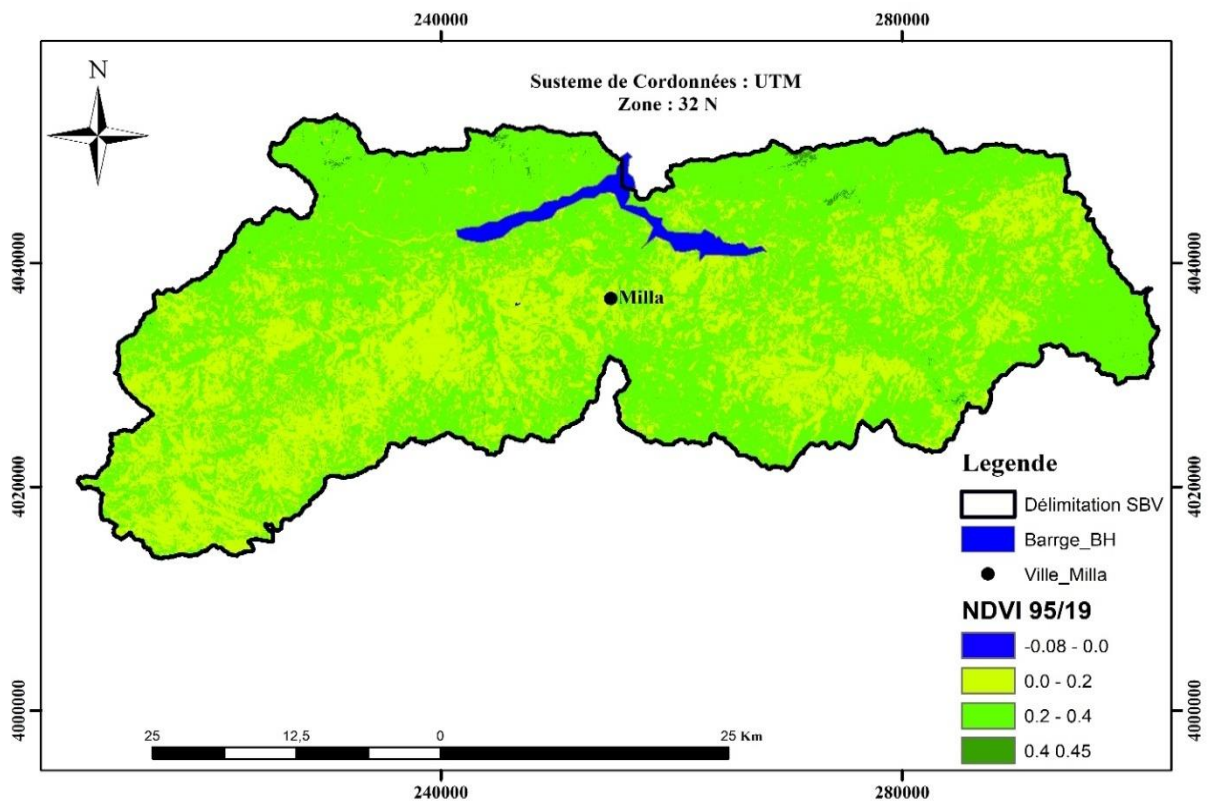 240000
280000
N
Susteme de Cordonnées : UTM
Zone : 32 N
4040000
4040000
Milla
4020000
4020000
4000000
4000000
Legende
Délimitation SBV
Barrge_BH
Ville_Milla
NDVI 95/19
-0.08 - 0.0
0.0 - 0.2
0.2 - 0.4
0.4 0.45
25
12,5
0
25 Km
240000
280000